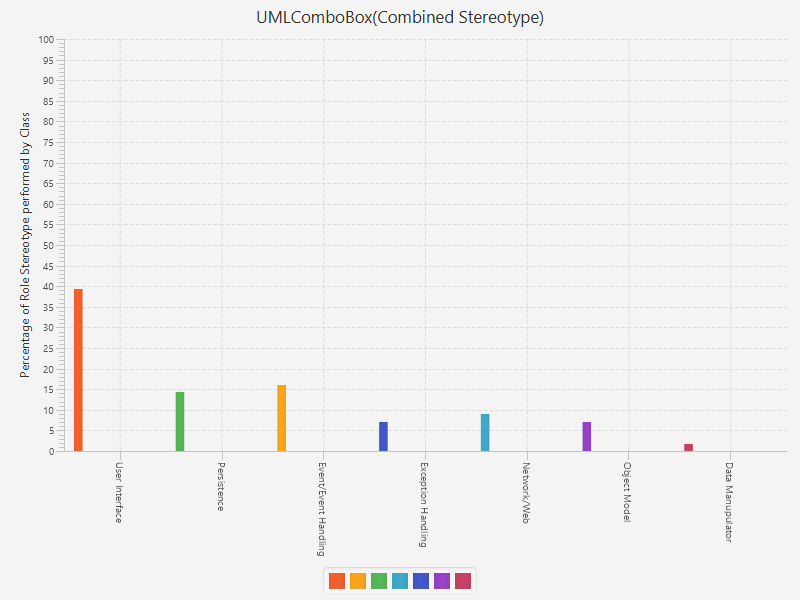 UMLComboBox(Combined Stereotype)
Percentage of Role Stereotype performed by Class
100
95
90
85
80
75
70
65
60
55
50
45
40
35
30
25
20
15
10
5
0
User Interface
Persistence
Event/Event Handling
Exception Handling
Network/Web
Object Model
Data Manupulator